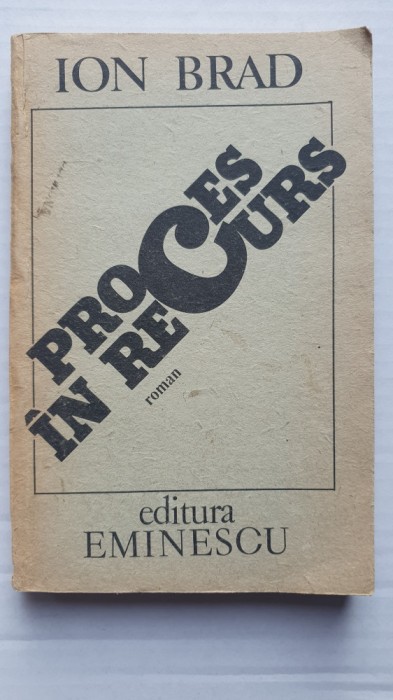 ION BRAD
PROCES
ÎN RECURS
roman
editura
EMINESCU